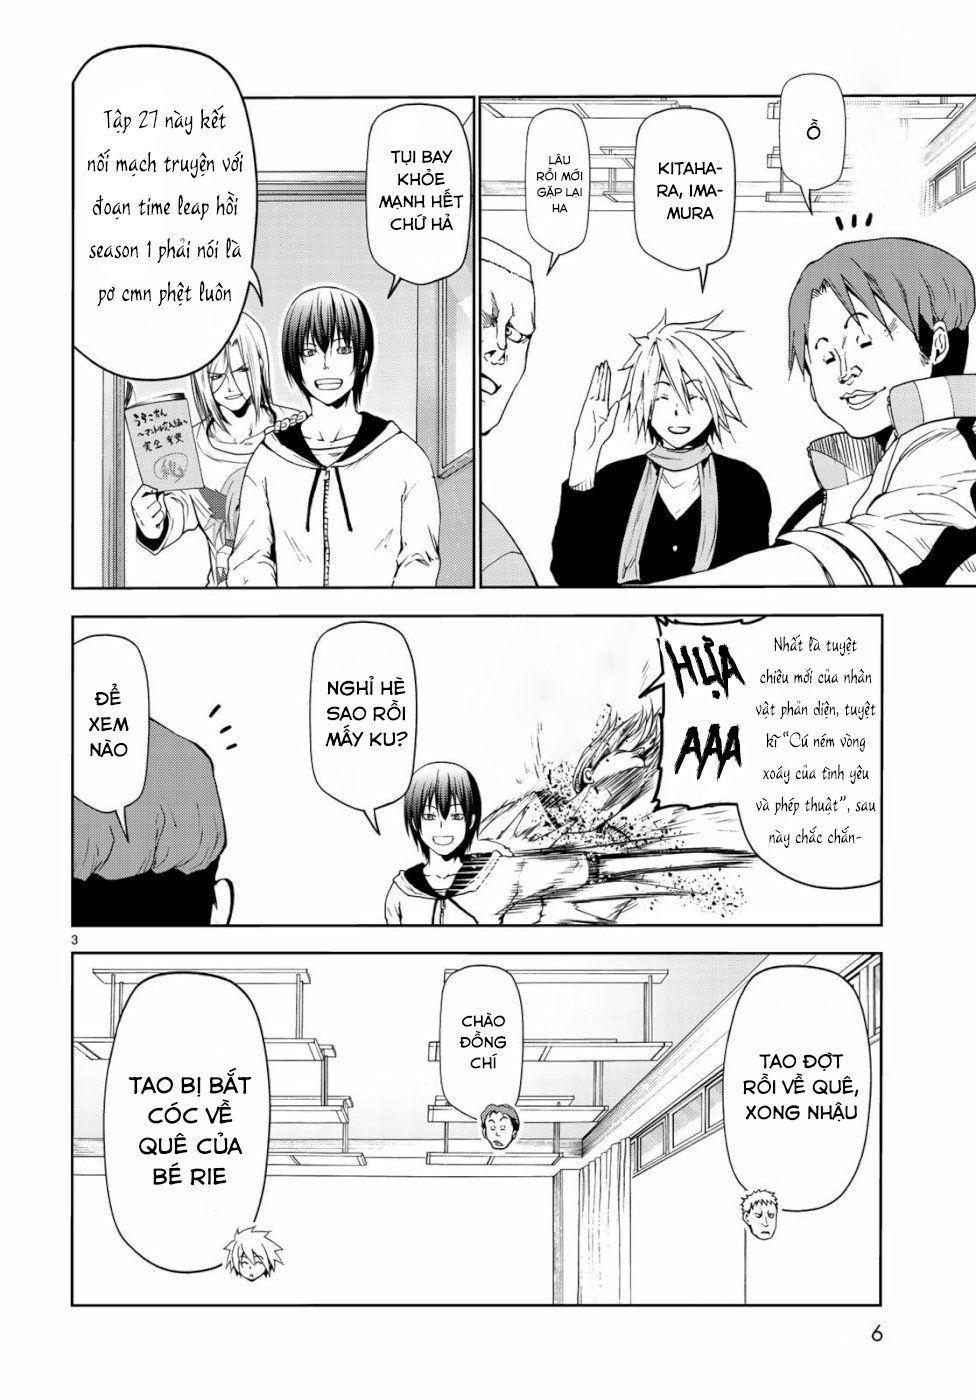 Ồ
KITAHA-
RA, IMA-
MURA
LÂU
RỒI MỚI
GẶP LẠI
HA
TỤI BAY
KHỎE
MẠNH HẾT
CHỨ HẢ
Tập 27 này kết
nối mạch truyện với
đoạn time leap hồi
season 1 phải nói là
pơ cmn phệt luôn
Nhất là tuyệt
chiêu mới của nhân
vật phản diện, tuyệt
kĩ “Cú ném vòng
xoáy của tình yêu
và phép thuật”, sau
này chắc chắn-
HỰA
AAA
NGHỈ HÈ
SAO RỒI
MẤY KU?
ĐỂ
XEM
NÀO
3
TAO ĐỢT
RỒI VỀ QUÊ,
XONG NHẬU
CHÀO
ĐỒNG
CHÍ
TAO BỊ BẮT
CÓC VỀ
QUÊ CỦA
BÉ RIE
6